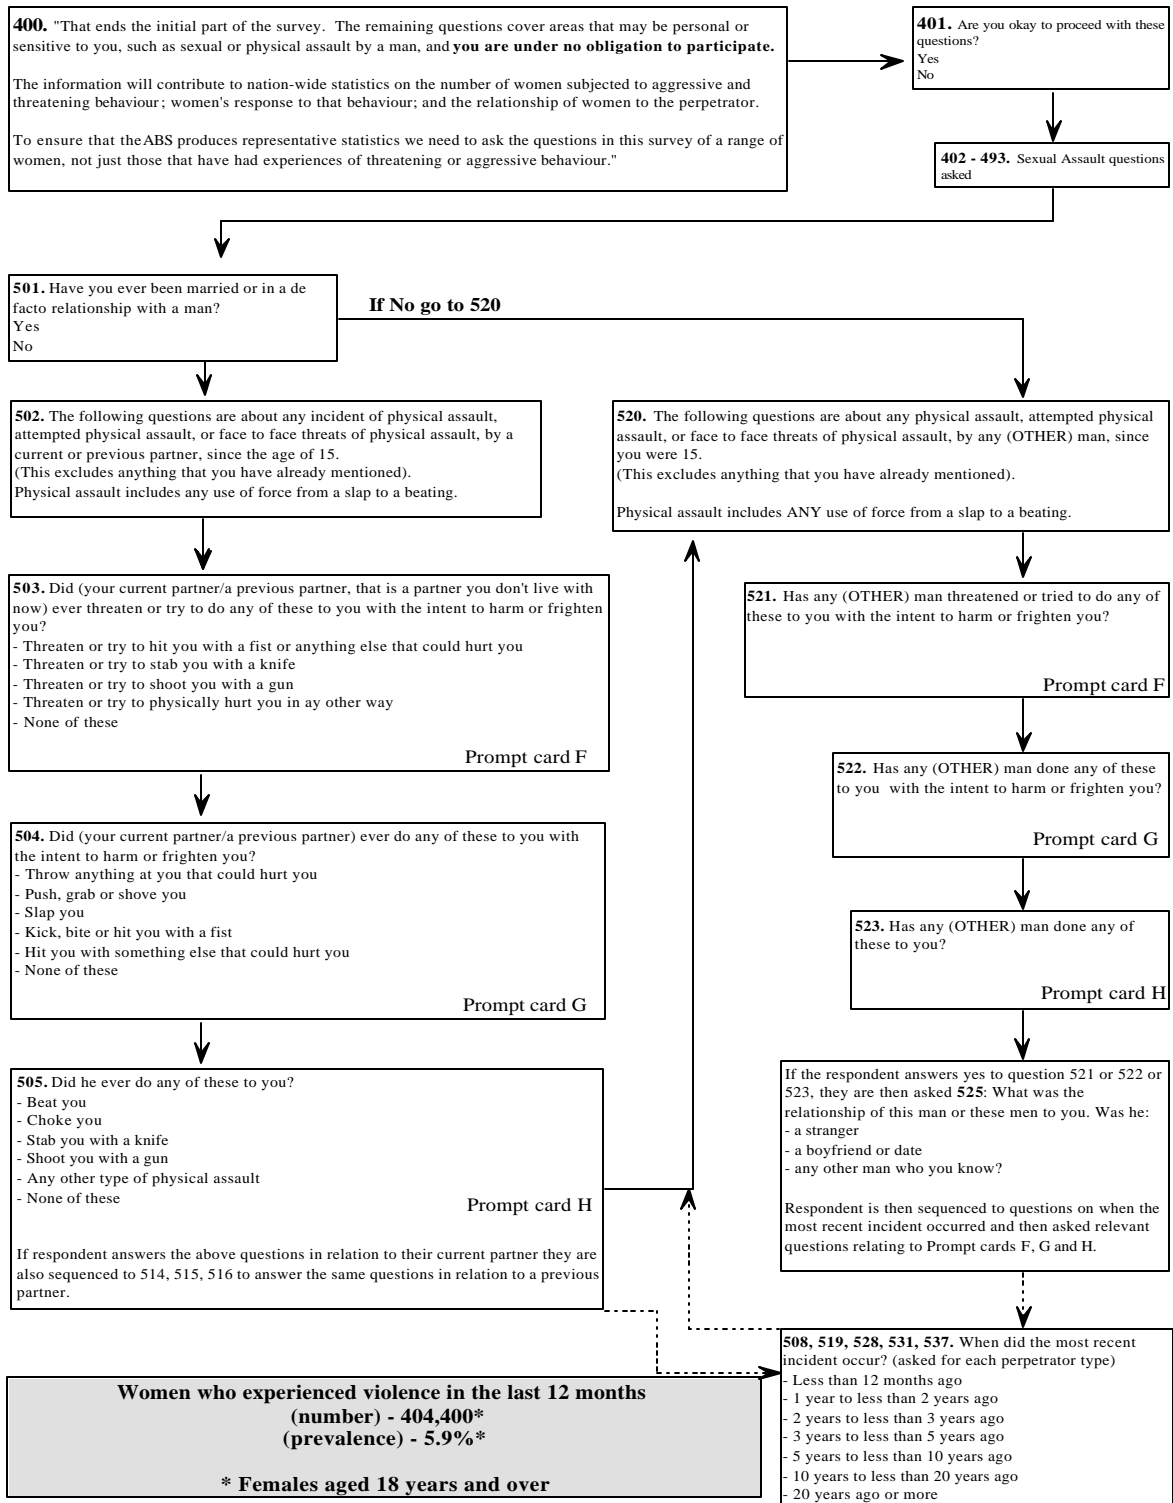 400. "That ends the initial part of the survey. The remaining questions cover areas that may be personal or
sensitive to you, such as sexual or physical assault by a man, and you are under no obligation to participate.
The information will contribute to nation-wide statistics on the number of women subjected to aggressive and
threatening behaviour; women's response to that behaviour; and the relationship of women to the perpetrator.
To ensure that theABS produces representative statistics we need to ask the questions in this survey of a range of
women, not just those that have had experiences of threatening or aggressive behaviour."
401. Are you okay to proceed with these
questions?
Yes
No
402 - 493. Sexual Assault questions
asked
501. Have you ever been married or in a de
facto relationship with a man?
Yes
No
If No go to 520
502. The following questions are about any incident of physical assault,
attempted physical assault, or face to face threats of physical assault, by a
current or previous partner, since the age of 15.
(This excludes anything that you have already mentioned).
Physical assault includes any use of force from a slap to a beating.
520. The following questions are about any physical assault, attempted physical
assault, or face to face threats of physical assault, by any (OTHER) man, since
you were 15.
(This excludes anything that you have already mentioned).
Physical assault includes ANY use of force from a slap to a beating.
503. Did (your current partner/a previous partner, that is a partner you don't live with
now) ever threaten or try to do any of these to you with the intent to harm or frighten
you?
- Threaten or try to hit you with a fist or anything else that could hurt you
- Threaten or try to stab you with a knife
- Threaten or try to shoot you with a gun
- Threaten or try to physically hurt you in ay other way
- None of these
Prompt card F
521. Has any (OTHER) man threatened or tried to do any of
these to you with the intent to harm or frighten you?
Prompt card F
522. Has any (OTHER) man done any of these
to you with the intent to harm or frighten you?
Prompt card G
504. Did (your current partner/a previous partner) ever do any of these to you with
the intent to harm or frighten you?
- Throw anything at you that could hurt you
- Push, grab or shove you
- Slap you
- Kick, bite or hit you with a fist
- Hit you with something else that could hurt you
- None of these
Prompt card G
523. Has any (OTHER) man done any of
these to you?
Prompt card H
505. Did he ever do any of these to you?
- Beat you
- Choke you
- Stab you with a knife
- Shoot you with a gun
- Any other type of physical assault
- None of these
Prompt card H
If respondent answers the above questions in relation to their current partner they are
also sequenced to 514, 515, 516 to answer the same questions in relation to a previous
partner.
If the respondent answers yes to question 521 or 522 or
523, they are then asked 525: What was the
relationship of this man or these men to you. Was he:
- a stranger
- a boyfriend or date
- any other man who you know?
Respondent is then sequenced to questions on when the
most recent incident occurred and then asked relevant
questions relating to Prompt cards F, G and H.
508, 519, 528, 531, 537. When did the most recent
incident occur? (asked for each perpetrator type)
- Less than 12 months ago
- 1 year to less than 2 years ago
- 2 years to less than 3 years ago
- 3 years to less than 5 years ago
- 5 years to less than 10 years ago
- 10 years to less than 20 years ago
- 20 years ago or more
Women who experienced violence in the last 12 months
(number) - 404,400*
(prevalence) - 5.9%*
* Females aged 18 years and over